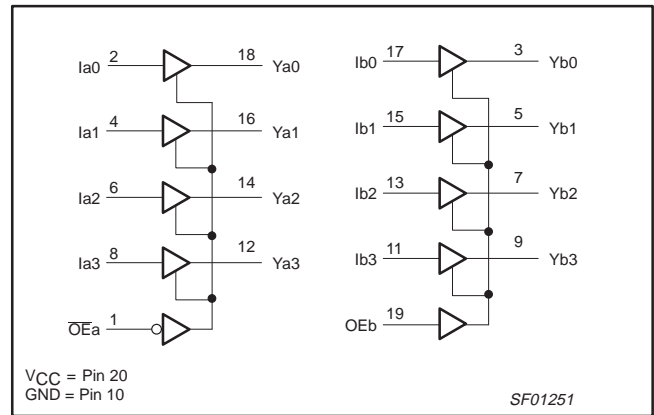 Ia0 2 18 Ya0
Ia1 4 16 Ya1
Ia2 6 14 Ya2
Ia3 8 12 Ya3
O̅E̅a 1
Ib0 17 3 Yb0
Ib1 15 5 Yb1
Ib2 13 7 Yb2
Ib3 11 9 Yb3
OEb 19
VCC = Pin 20
GND = Pin 10
SF01251